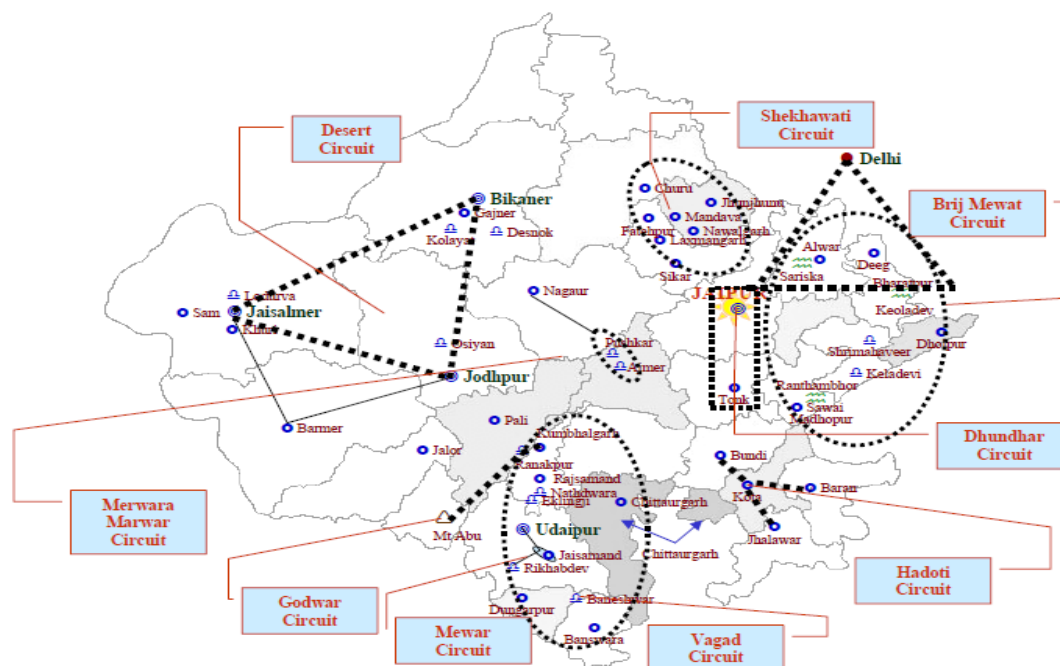 Desert
Circuit
Shekhawati
Circuit
Delhi
Brij Mewat
Circuit
Churu
Jhunjhunu
Mandava
Fatehpur
Nawalgarh
Laxmangarh
Sikar
Bikaner
Gajner
Kolayat
Desnok
Alwar
Sariska
Deeg
Bharatpur
Keoladev
Nagaur
JAIPUR
Lodurva
Sam
Jaisalmer
Khuri
Osiyan
Pushkar
Ajmer
Dholpur
Shrimahaveer
Keladevi
Jodhpur
Tonk
Ranthambhor
Sawai
Madhopur
Barmer
Pali
Jalor
Kumbhalgarh
Ranakpur
Dhundhar
Circuit
Bundi
Rajsamand
Nathdwara
Eklingji
Chittaurgarh
Kota
Baran
Merwara
Marwar
Circuit
Mt Abu
Udaipur
Jhalawar
Chittaurgarh
Jaisamand
Rikhabdev
Hadoti
Circuit
Godwar
Circuit
Dungarpur
Baneshwar
Banswara
Mewar
Circuit
Vagad
Circuit